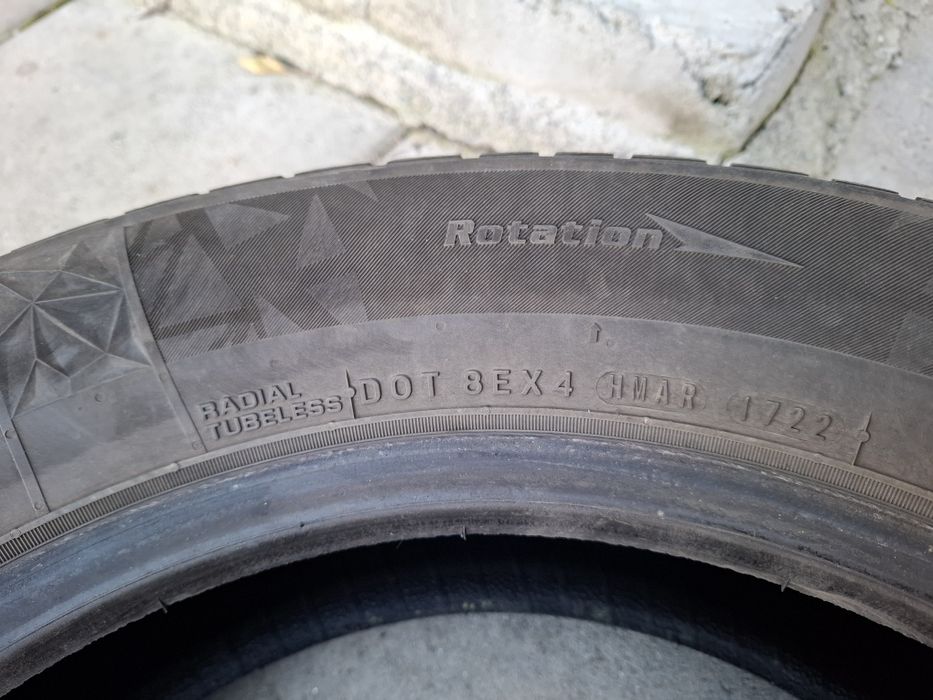 Rotation
RADIAL
TUBELESS
DOT 8EX4 HMAR 1722